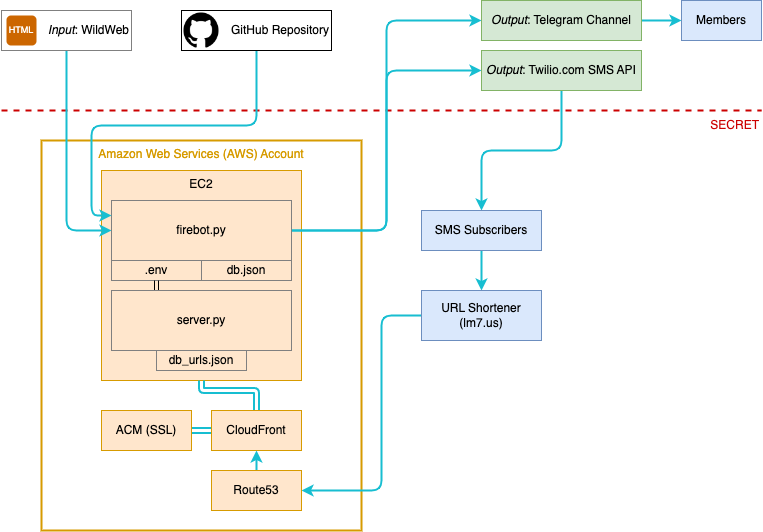 HTML
Input: WildWeb
GitHub Repository
Output: Telegram Channel
Members
Output: Twilio.com SMS API
SECRET
Amazon Web Services (AWS) Account
EC2
firebot.py
.env
db.json
server.py
db_urls.json
SMS Subscribers
URL Shortener
(lm7.us)
ACM (SSL)
CloudFront
Route53